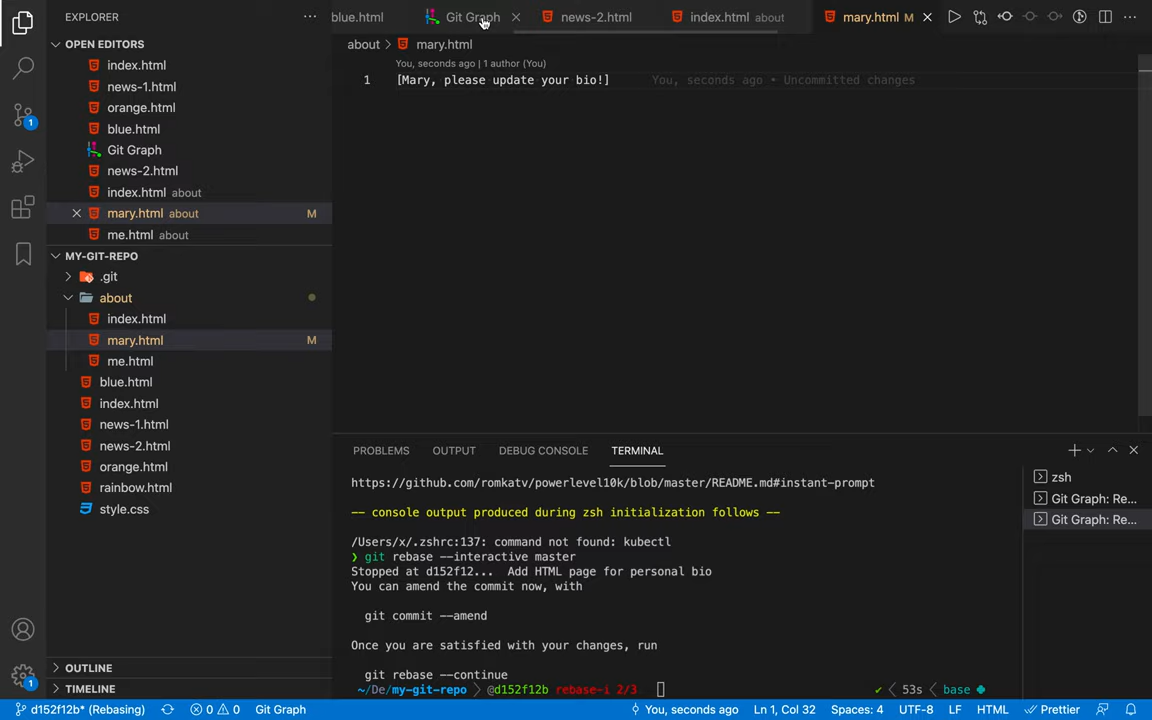 EXPLORER
OPEN EDITORS
index.html
news-1.html
orange.html
blue.html
Git Graph
news-2.html
index.html about
mary.html about M
me.html about
MY-GIT-REPO
.git
about
index.html
mary.html M
me.html
blue.html
index.html
news-1.html
news-2.html
orange.html
rainbow.html
style.css
OUTLINE
TIMELINE
1
1
blue.html Git Graph news-2.html index.html about mary.html M
about > mary.html
You, seconds ago | 1 author (You)
1 [Mary, please update your bio!] You, seconds ago • Uncommitted changes
PROBLEMS OUTPUT DEBUG CONSOLE TERMINAL
https://github.com/romkatv/powerlevel10k/blob/master/README.md#instant-prompt
-- console output produced during zsh initialization follows --
/Users/x/.zshrc:137: command not found: kubectl
❯ git rebase --interactive master
Stopped at d152f12... Add HTML page for personal bio
You can amend the commit now, with
git commit --amend
Once you are satisfied with your changes, run
git rebase --continue
~/De/my-git-repo @d152f12b rebase-i 2/3 ✔ 53s base
zsh
Git Graph: Re...
Git Graph: Re...
d152f12b* (Rebasing) 0 0 Git Graph You, seconds ago Ln 1, Col 32 Spaces: 4 UTF-8 LF HTML Prettier